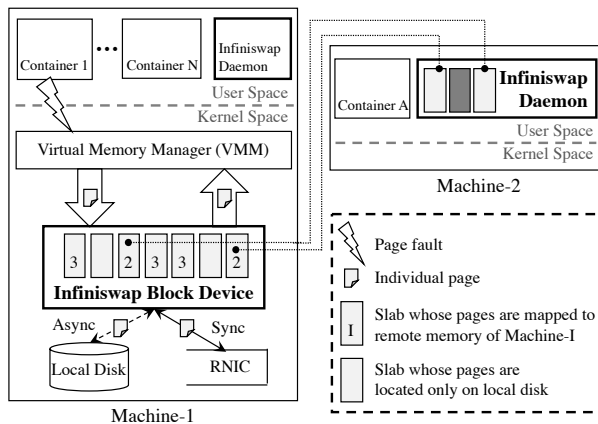 Container 1
•••
Container N
Infiniswap
Daemon
User Space
Kernel Space
Virtual Memory Manager (VMM)
3
2
3
3
2
Infiniswap Block Device
Async
Sync
Local Disk
RNIC
Machine-1
Container A
Infiniswap
Daemon
User Space
Kernel Space
Machine-2
Page fault
Individual page
I
Slab whose pages are mapped to
remote memory of Machine-I
Slab whose pages are
located only on local disk